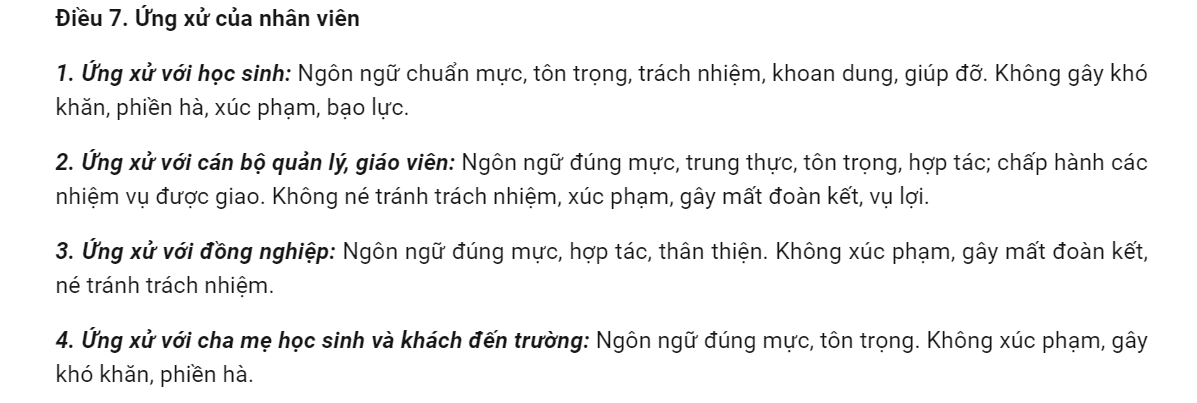 Điều 7. Ứng xử của nhân viên
1. Ứng xử với học sinh: Ngôn ngữ chuẩn mực, tôn trọng, trách nhiệm, khoan dung, giúp đỡ. Không gây khó
khăn, phiền hà, xúc phạm, bạo lực.
2. Ứng xử với cán bộ quản lý, giáo viên: Ngôn ngữ đúng mực, trung thực, tôn trọng, hợp tác; chấp hành các
nhiệm vụ được giao. Không né tránh trách nhiệm, xúc phạm, gây mất đoàn kết, vụ lợi.
3. Ứng xử với đồng nghiệp: Ngôn ngữ đúng mực, hợp tác, thân thiện. Không xúc phạm, gây mất đoàn kết,
né tránh trách nhiệm.
4. Ứng xử với cha mẹ học sinh và khách đến trường: Ngôn ngữ đúng mực, tôn trọng. Không xúc phạm, gây
khó khăn, phiền hà.